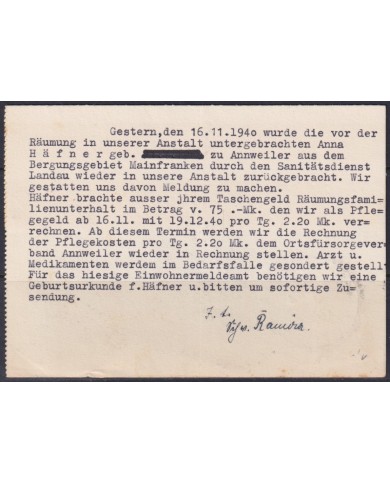 Gestern,den 16.11.194o wurde die vor der
Räumung in unserer Anstalt untergebrachten Anna
H ä f n e r geb. zu Annweiler aus dem
Bergungsgebiet Mainfranken durch den Sanitätsdienst
Landau wieder in unsere Anstalt zurückgebracht. Wir
gestatten uns davon Meldung zu machen.
Häfner brachte ausser jhrem Taschengeld Räumungsfami=
lienunterhalt im Betrag v. 75 .-Mk. den wir als Pfle=
gegeld ab 16.11. mit 19.12.4o pro Tg. 2.2o Mk. ver=
rechnen. Ab diesem Termin werden wir die Rechnung
der Pflegekosten pro Tg. 2.2o Mk. dem Ortsfürsorgever
band Annweiler wieder in Rechnung stellen. Arzt u.
Medikamenten werdem im Bedarfsfalle gesondert gestell
Für das hiesige Einwohnermeldeamt benötigen wir eine
Geburtsurkunde f.Häfner u.bitten um sofortige Zu=
sendung.